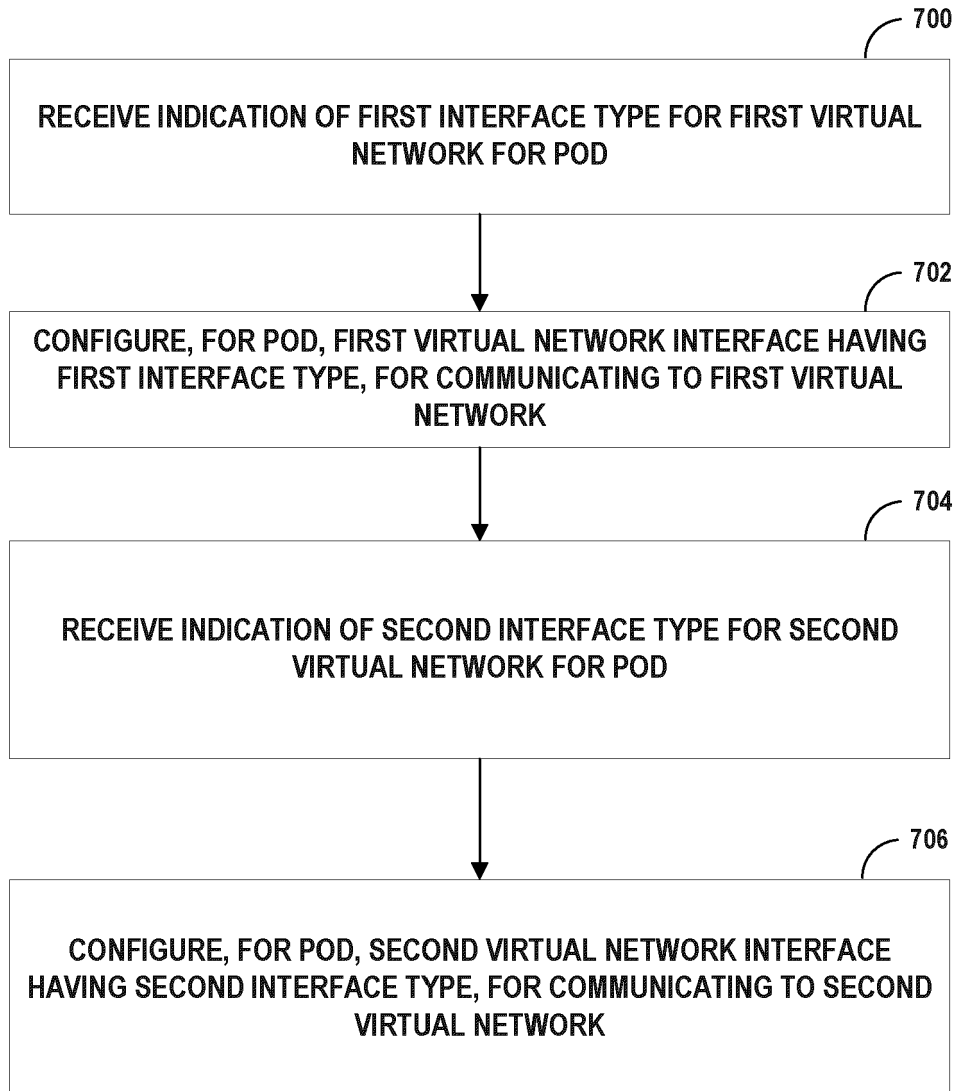 700
RECEIVE INDICATION OF FIRST INTERFACE TYPE FOR FIRST VIRTUAL
NETWORK FOR POD
702
CONFIGURE, FOR POD, FIRST VIRTUAL NETWORK INTERFACE HAVING
FIRST INTERFACE TYPE, FOR COMMUNICATING TO FIRST VIRTUAL
NETWORK
704
RECEIVE INDICATION OF SECOND INTERFACE TYPE FOR SECOND
VIRTUAL NETWORK FOR POD
706
CONFIGURE, FOR POD, SECOND VIRTUAL NETWORK INTERFACE
HAVING SECOND INTERFACE TYPE, FOR COMMUNICATING TO SECOND
VIRTUAL NETWORK